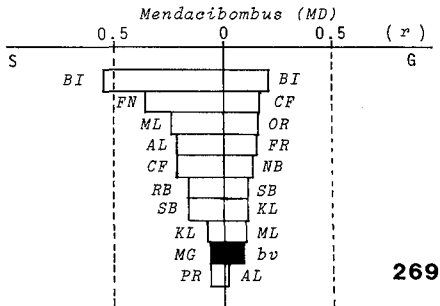 Mendacibombus (MD)
0.5 0 0.5 (r)
S G
BI BI
FN CF
ML OR
AL FR
CF NB
RB SB
SB KL
KL ML
MG bv
PR AL
269